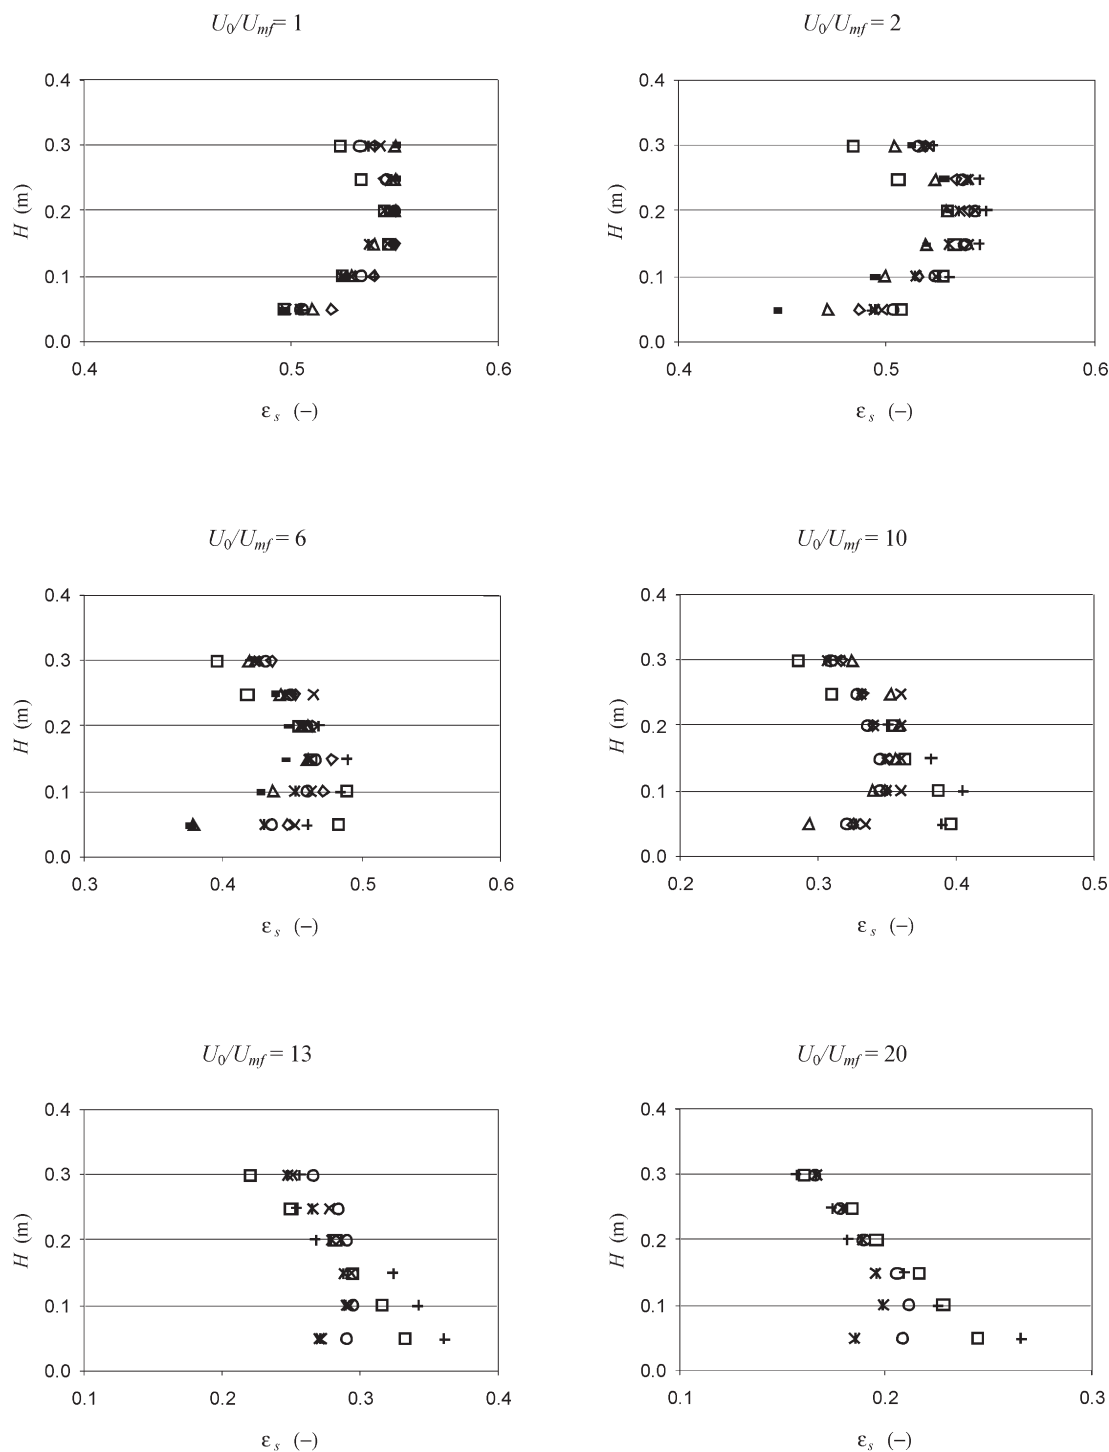 U₀/Uₘf= 1
U₀/Uₘf= 2
0.4
0.3
0.2
0.1
0.0
H (m)
0.4 0.5 0.6
εₛ (–)
0.4
0.3
0.2
0.1
0.0
H (m)
0.4 0.5 0.6
εₛ (–)
U₀/Uₘf= 6
U₀/Uₘf= 10
0.4
0.3
0.2
0.1
0.0
H (m)
0.3 0.4 0.5 0.6
εₛ (–)
0.4
0.3
0.2
0.1
0.0
H (m)
0.2 0.3 0.4 0.5
εₛ (–)
U₀/Uₘf= 13
U₀/Uₘf= 20
0.4
0.3
0.2
0.1
0.0
H (m)
0.1 0.2 0.3 0.4
εₛ (–)
0.4
0.3
0.2
0.1
0.0
H (m)
0.1 0.2 0.3
εₛ (–)